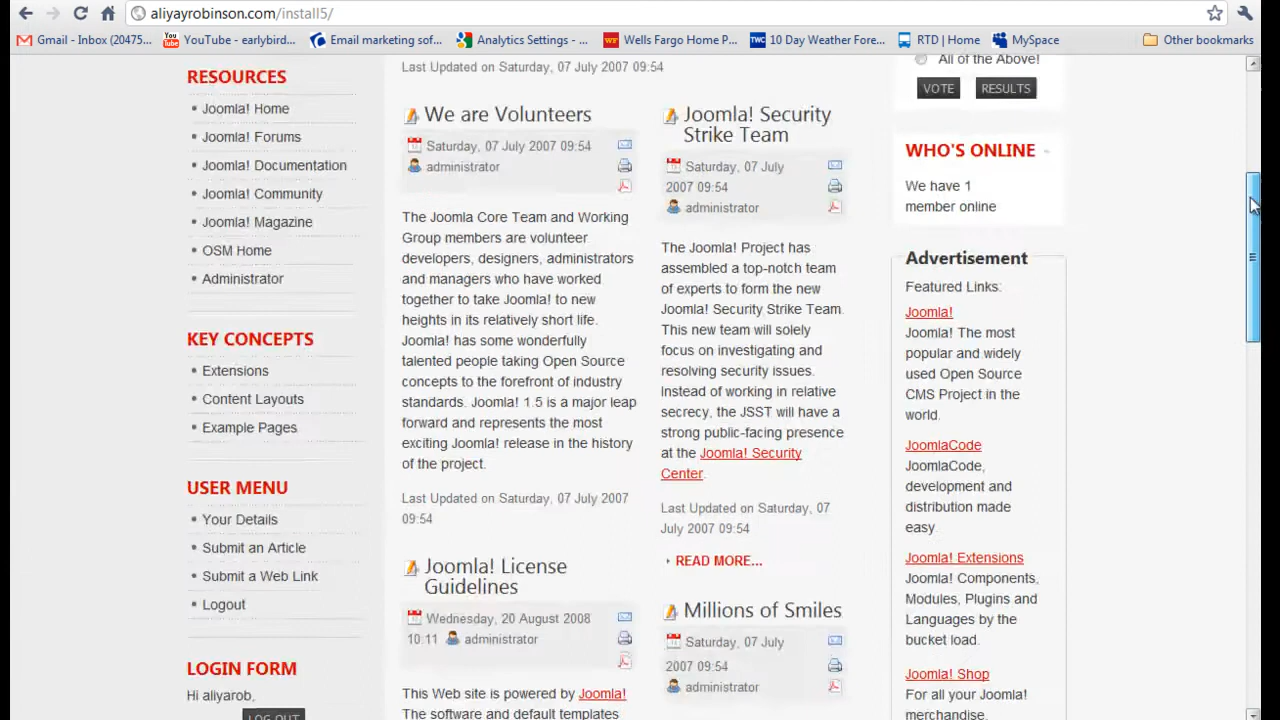 aliyayrobinson.com/install5/
Gmail - Inbox (20475...
YouTube - earlybird...
Email marketing sof...
Analytics Settings - ...
Wells Fargo Home P...
10 Day Weather Fore...
RTD | Home
MySpace
Other bookmarks
RESOURCES
Joomla! Home
Joomla! Forums
Joomla! Documentation
Joomla! Community
Joomla! Magazine
OSM Home
Administrator
KEY CONCEPTS
Extensions
Content Layouts
Example Pages
USER MENU
Your Details
Submit an Article
Submit a Web Link
Logout
LOGIN FORM
Hi aliyarob,
LOG OUT
Last Updated on Saturday, 07 July 2007 09:54
We are Volunteers
Saturday, 07 July 2007 09:54
administrator
The Joomla Core Team and Working
Group members are volunteer
developers, designers, administrators
and managers who have worked
together to take Joomla! to new
heights in its relatively short life.
Joomla! has some wonderfully
talented people taking Open Source
concepts to the forefront of industry
standards. Joomla! 1.5 is a major leap
forward and represents the most
exciting Joomla! release in the history
of the project.
Last Updated on Saturday, 07 July 2007
09:54
Joomla! License
Guidelines
Wednesday, 20 August 2008
10:11 administrator
This Web site is powered by Joomla!
The software and default templates
Joomla! Security
Strike Team
Saturday, 07 July
2007 09:54
administrator
The Joomla! Project has
assembled a top-notch team
of experts to form the new
Joomla! Security Strike Team.
This new team will solely
focus on investigating and
resolving security issues.
Instead of working in relative
secrecy, the JSST will have a
strong public-facing presence
at the Joomla! Security
Center.
Last Updated on Saturday, 07
July 2007 09:54
READ MORE...
Millions of Smiles
Saturday, 07 July
2007 09:54
administrator
All of the Above!
VOTE
RESULTS
WHO'S ONLINE
We have 1
member online
Advertisement
Featured Links:
Joomla!
Joomla! The most
popular and widely
used Open Source
CMS Project in the
world.
JoomlaCode
JoomlaCode,
development and
distribution made
easy.
Joomla! Extensions
Joomla! Components,
Modules, Plugins and
Languages by the
bucket load.
Joomla! Shop
For all your Joomla!
merchandise.